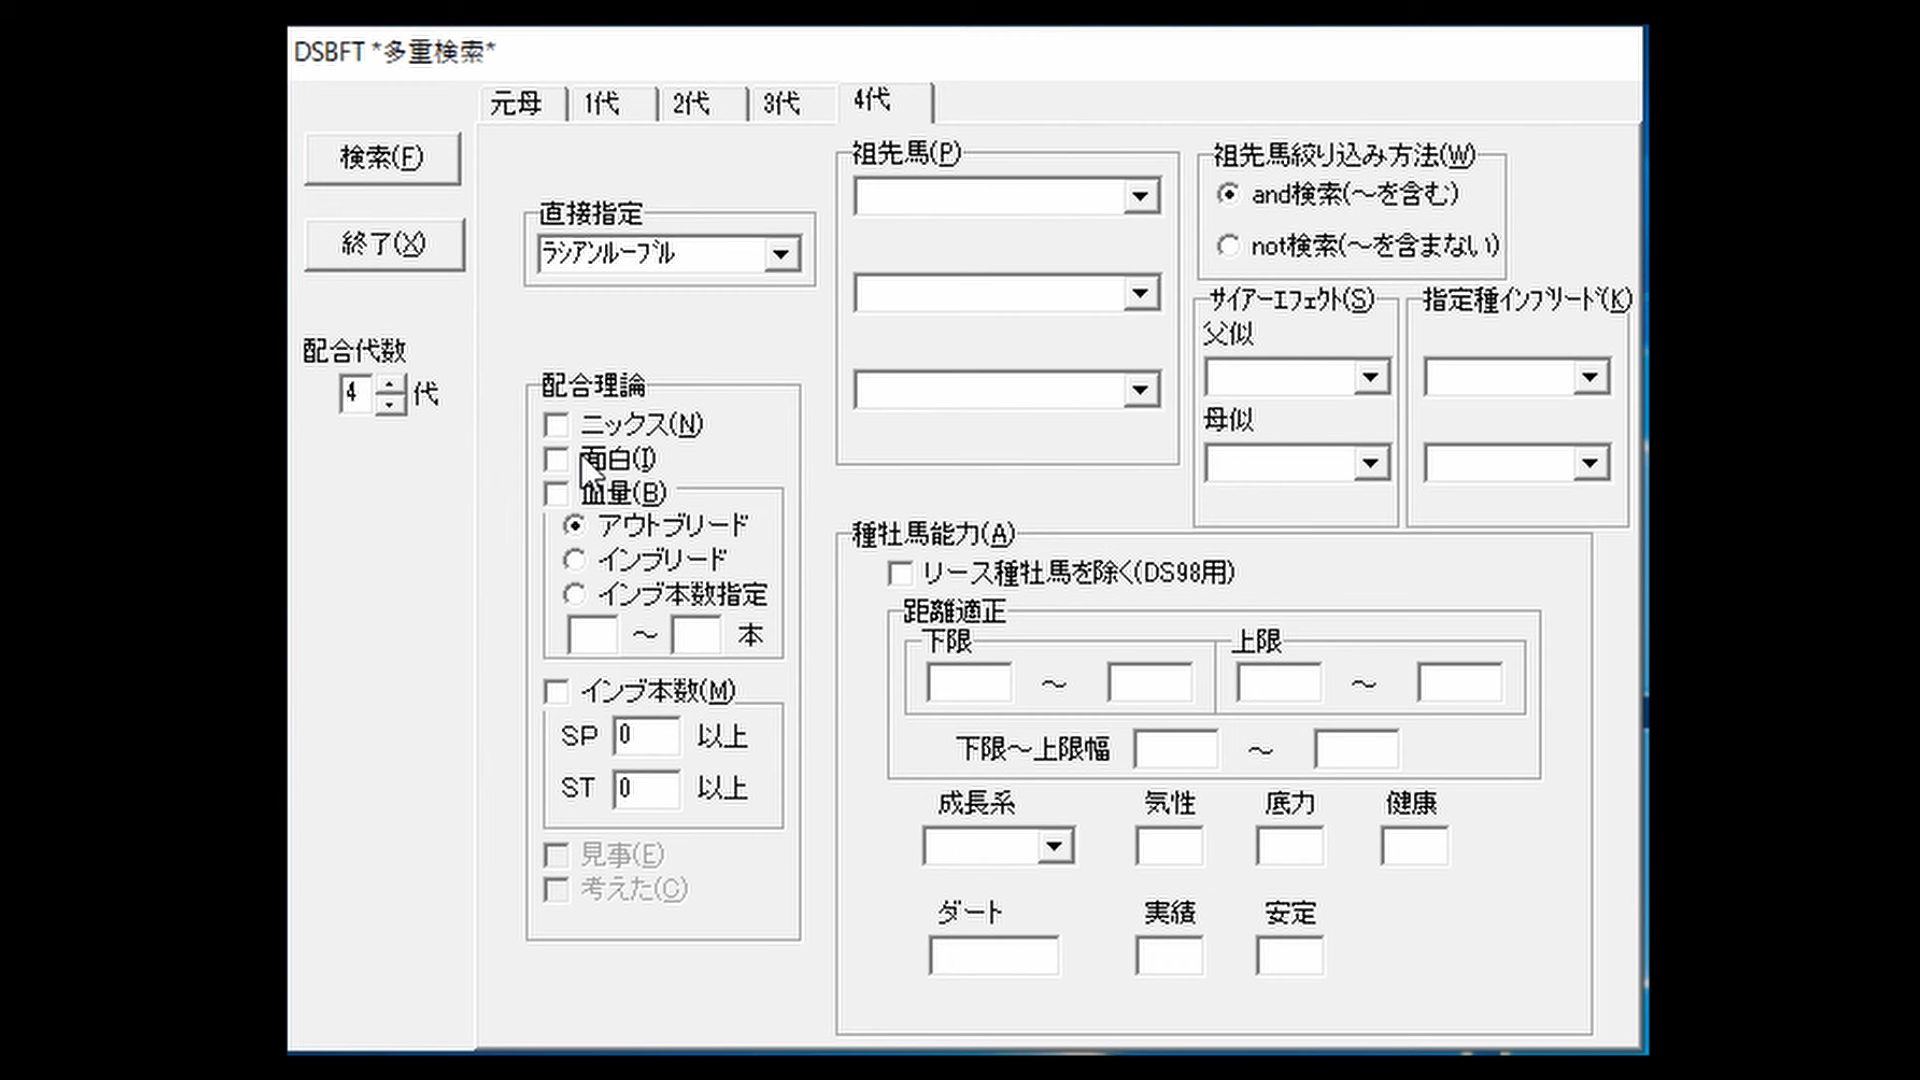 DSBFT *多重検索*
元母 1代 2代 3代 4代
検索(F)
終了(X)
配合代数
4 代
直接指定
ﾗｼｱﾝﾙｰﾌﾞﾙ
配合理論
ニックス(N)
面白(I)
血量(B)
アウトブリード
インブリード
インブ本数指定
～ 本
インブ本数(M)
SP 0 以上
ST 0 以上
見事(E)
考えた(C)
祖先馬(P)
祖先馬絞り込み方法(W)
and検索(～を含む)
not検索(～を含まない)
ｻｲｱｰｴﾌｪｸﾄ(S)
父似
母似
指定種ｲﾝﾌﾞﾘｰﾄﾞ(K)
種牡馬能力(A)
リース種牡馬を除く(DS98用)
距離適正
下限 上限
～ ～
下限～上限幅 ～
成長系 気性 底力 健康
ダート 実績 安定